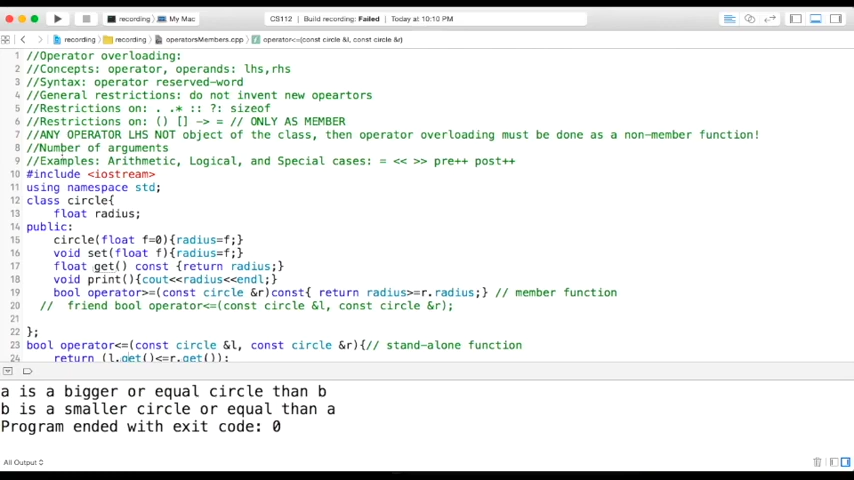 recording My Mac CS112 Build recording: Failed Today at 10:10 PM
recording recording operatorsMembers.cpp operator<=(const circle &l, const circle &r)
1 //Operator overloading:
2 //Concepts: operator, operands: lhs,rhs
3 //Syntax: operator reserved-word
4 //General restrictions: do not invent new opeartors
5 //Restrictions on: . .* :: ?: sizeof
6 //Restrictions on: () [] -> = // ONLY AS MEMBER
7 //ANY OPERATOR LHS NOT object of the class, then operator overloading must be done as a non-member function!
8 //Number of arguments
9 //Examples: Arithmetic, Logical, and Special cases: = << >> pre++ post++
10 #include <iostream>
11 using namespace std;
12 class circle{
13 float radius;
14 public:
15 circle(float f=0){radius=f;}
16 void set(float f){radius=f;}
17 float get() const {return radius;}
18 void print(){cout<<radius<<endl;}
19 bool operator>=(const circle &r)const{ return radius>=r.radius;} // member function
20 // friend bool operator<=(const circle &l, const circle &r);
21
22 };
23 bool operator<=(const circle &l, const circle &r){// stand-alone function
24 return (l.get()<=r.get());
a is a bigger or equal circle than b
b is a smaller circle or equal than a
Program ended with exit code: 0
All Output